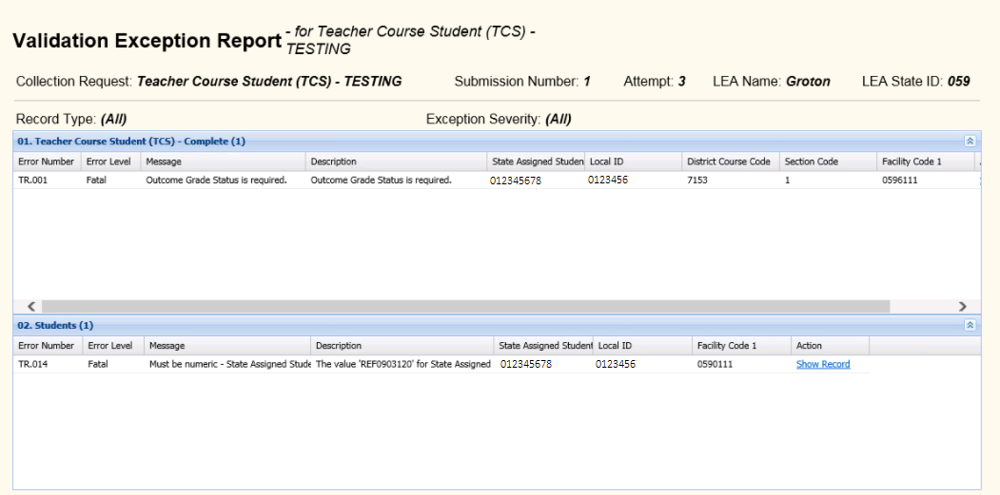 Validation Exception Report - for Teacher Course Student (TCS) -
TESTING
Collection Request: Teacher Course Student (TCS) - TESTING Submission Number: 1 Attempt: 3 LEA Name: Groton LEA State ID: 059
Record Type: (All) Exception Severity: (All)
01. Teacher Course Student (TCS) - Complete (1)
Error Number Error Level Message Description State Assigned Studen Local ID District Course Code Section Code Facility Code 1
TR.001 Fatal Outcome Grade Status is required. Outcome Grade Status is required. 012345678 0123456 7153 1 0596111
02. Students (1)
Error Number Error Level Message Description State Assigned Student Local ID Facility Code 1 Action
TR.014 Fatal Must be numeric - State Assigned Stude The value 'REF0903120' for State Assigned 012345678 0123456 0590111 Show Record